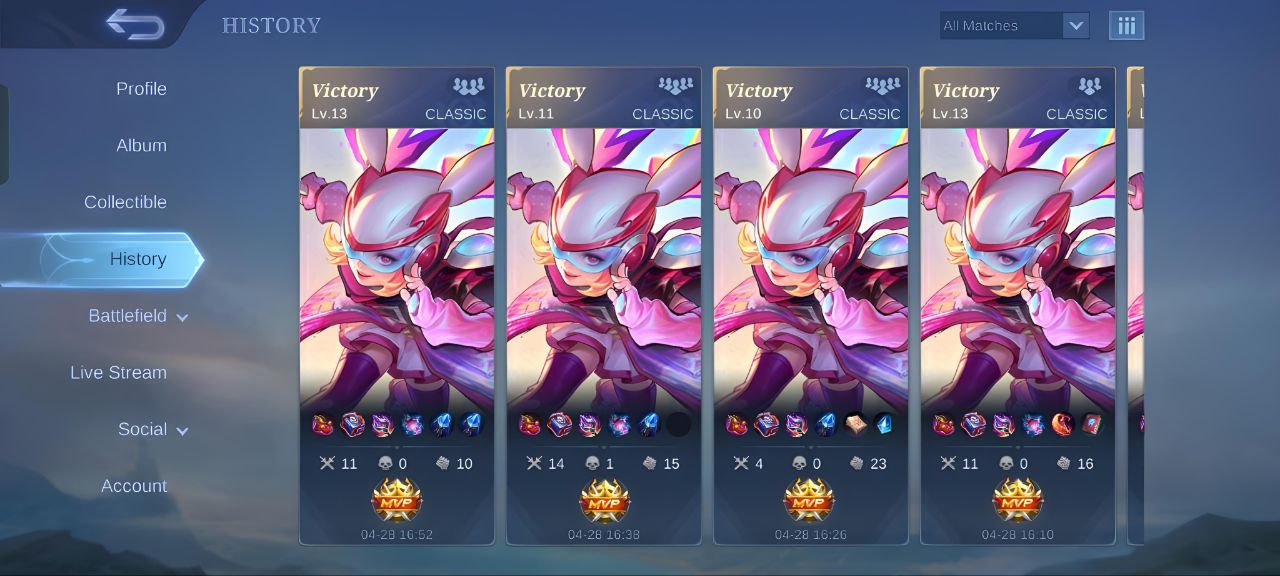 HISTORY
All Matches
Profile
Album
Collectible
History
Battlefield
Live Stream
Social
Account
Victory
Lv.13
CLASSIC
11 0 10
MVP
04-28 16:52
Victory
Lv.11
CLASSIC
14 1 15
MVP
04-28 16:38
Victory
Lv.10
CLASSIC
4 0 23
MVP
04-28 16:26
Victory
Lv.13
CLASSIC
11 0 16
MVP
04-28 16:10